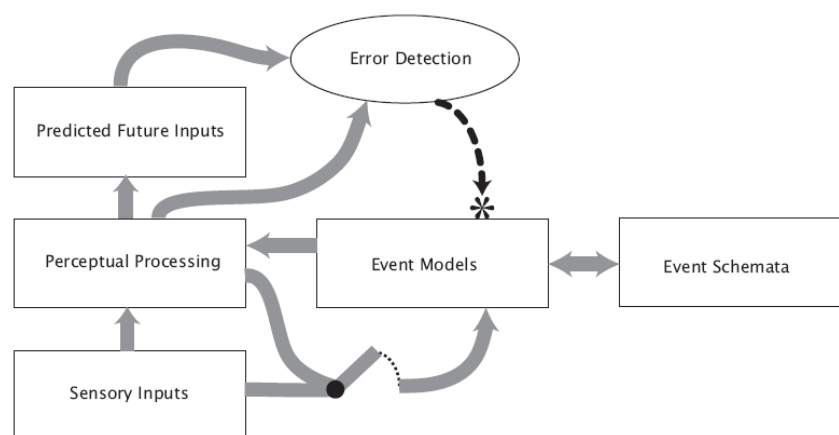 Error Detection
Predicted Future Inputs
Perceptual Processing
Event Models
Event Schemata
Sensory Inputs